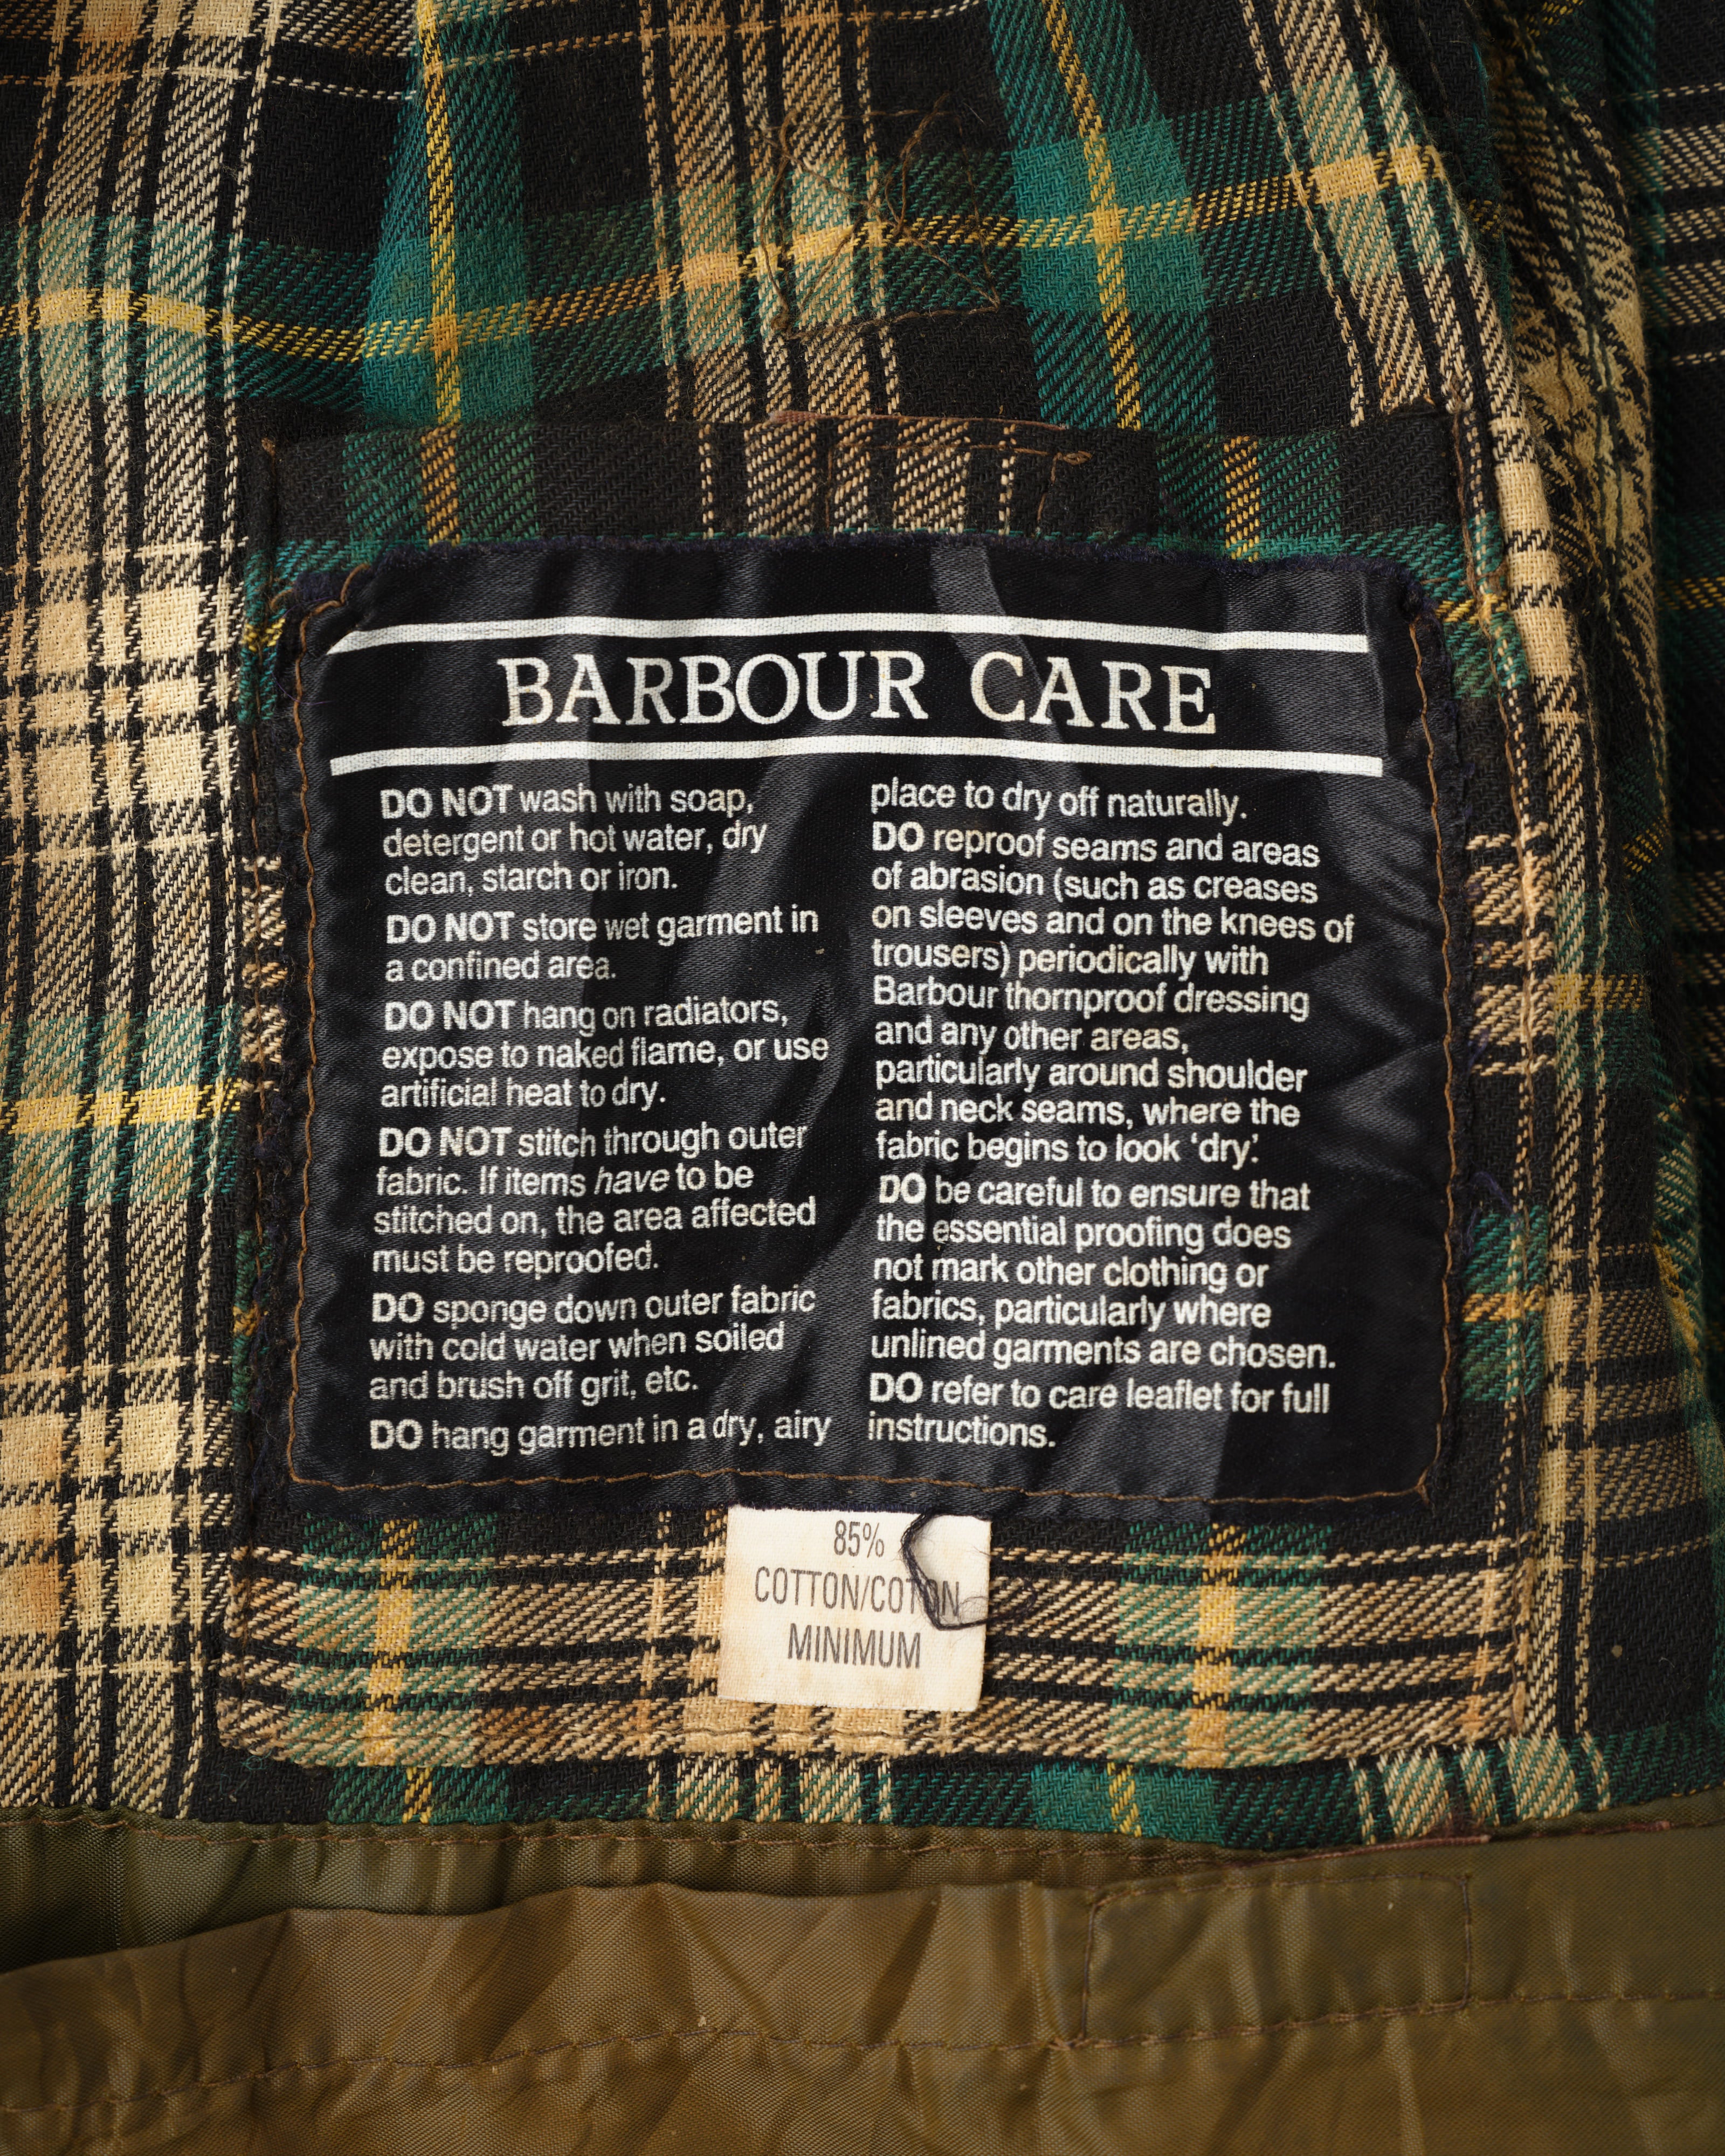 BARBOUR CARE
DO NOT wash with soap,
detergent or hot water, dry
clean, starch or iron.
DO NOT store wet garment in
a confined area.
DO NOT hang on radiators,
expose to naked flame, or use
artificial heat to dry.
DO NOT stitch through outer
fabric. If items have to be
stitched on, the area affected
must be reproofed.
DO sponge down outer fabric
with cold water when soiled
and brush off grit, etc.
DO hang garment in a dry, airy
place to dry off naturally.
DO reproof seams and areas
of abrasion (such as creases
on sleeves and on the knees of
trousers) periodically with
Barbour thornproof dressing
and any other areas,
particularly around shoulder
and neck seams, where the
fabric begins to look ‘dry’.
DO be careful to ensure that
the essential proofing does
not mark other clothing or
fabrics, particularly where
unlined garments are chosen.
DO refer to care leaflet for full
instructions.
85%
COTTON/COTON
MINIMUM